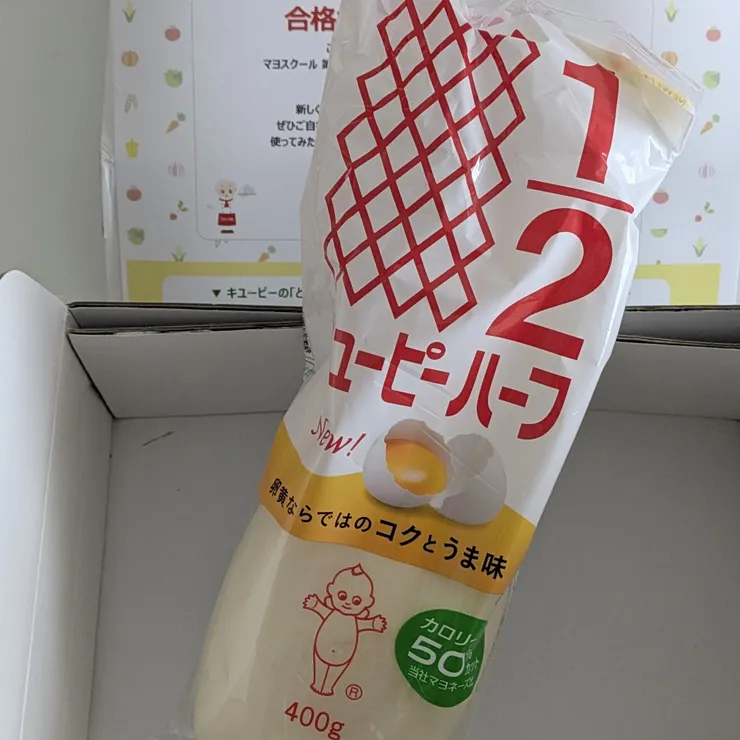 合格
マヨスクール
新しく
ぜひご自
使ってみた
▼ キユーピーの「と
1/2
ユーピーハーフ
New!
卵黄ならではのコクとうま味
カロリー
50%
カット
当社マヨネーズ比
®
400g